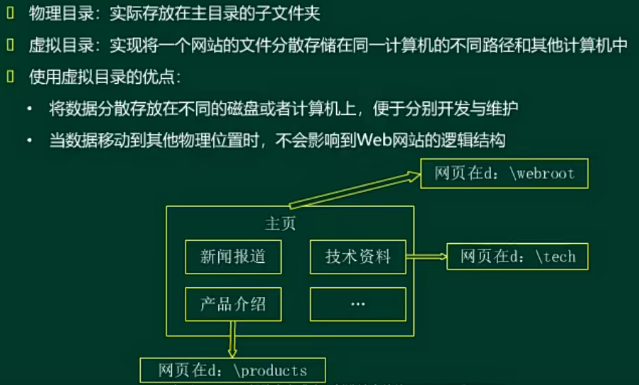 物理目录：实际存放在主目录的子文件夹
虚拟目录：实现将一个网站的文件分散存储在同一计算机的不同路径和其他计算机中
使用虚拟目录的优点：
• 将数据分散存放在不同的磁盘或者计算机上，便于分别开发与维护
• 当数据移动到其他物理位置时，不会影响到Web网站的逻辑结构
网页在d：\webroot
主页
新闻报道
技术资料
网页在d：\tech
产品介绍
…
网页在d：\products